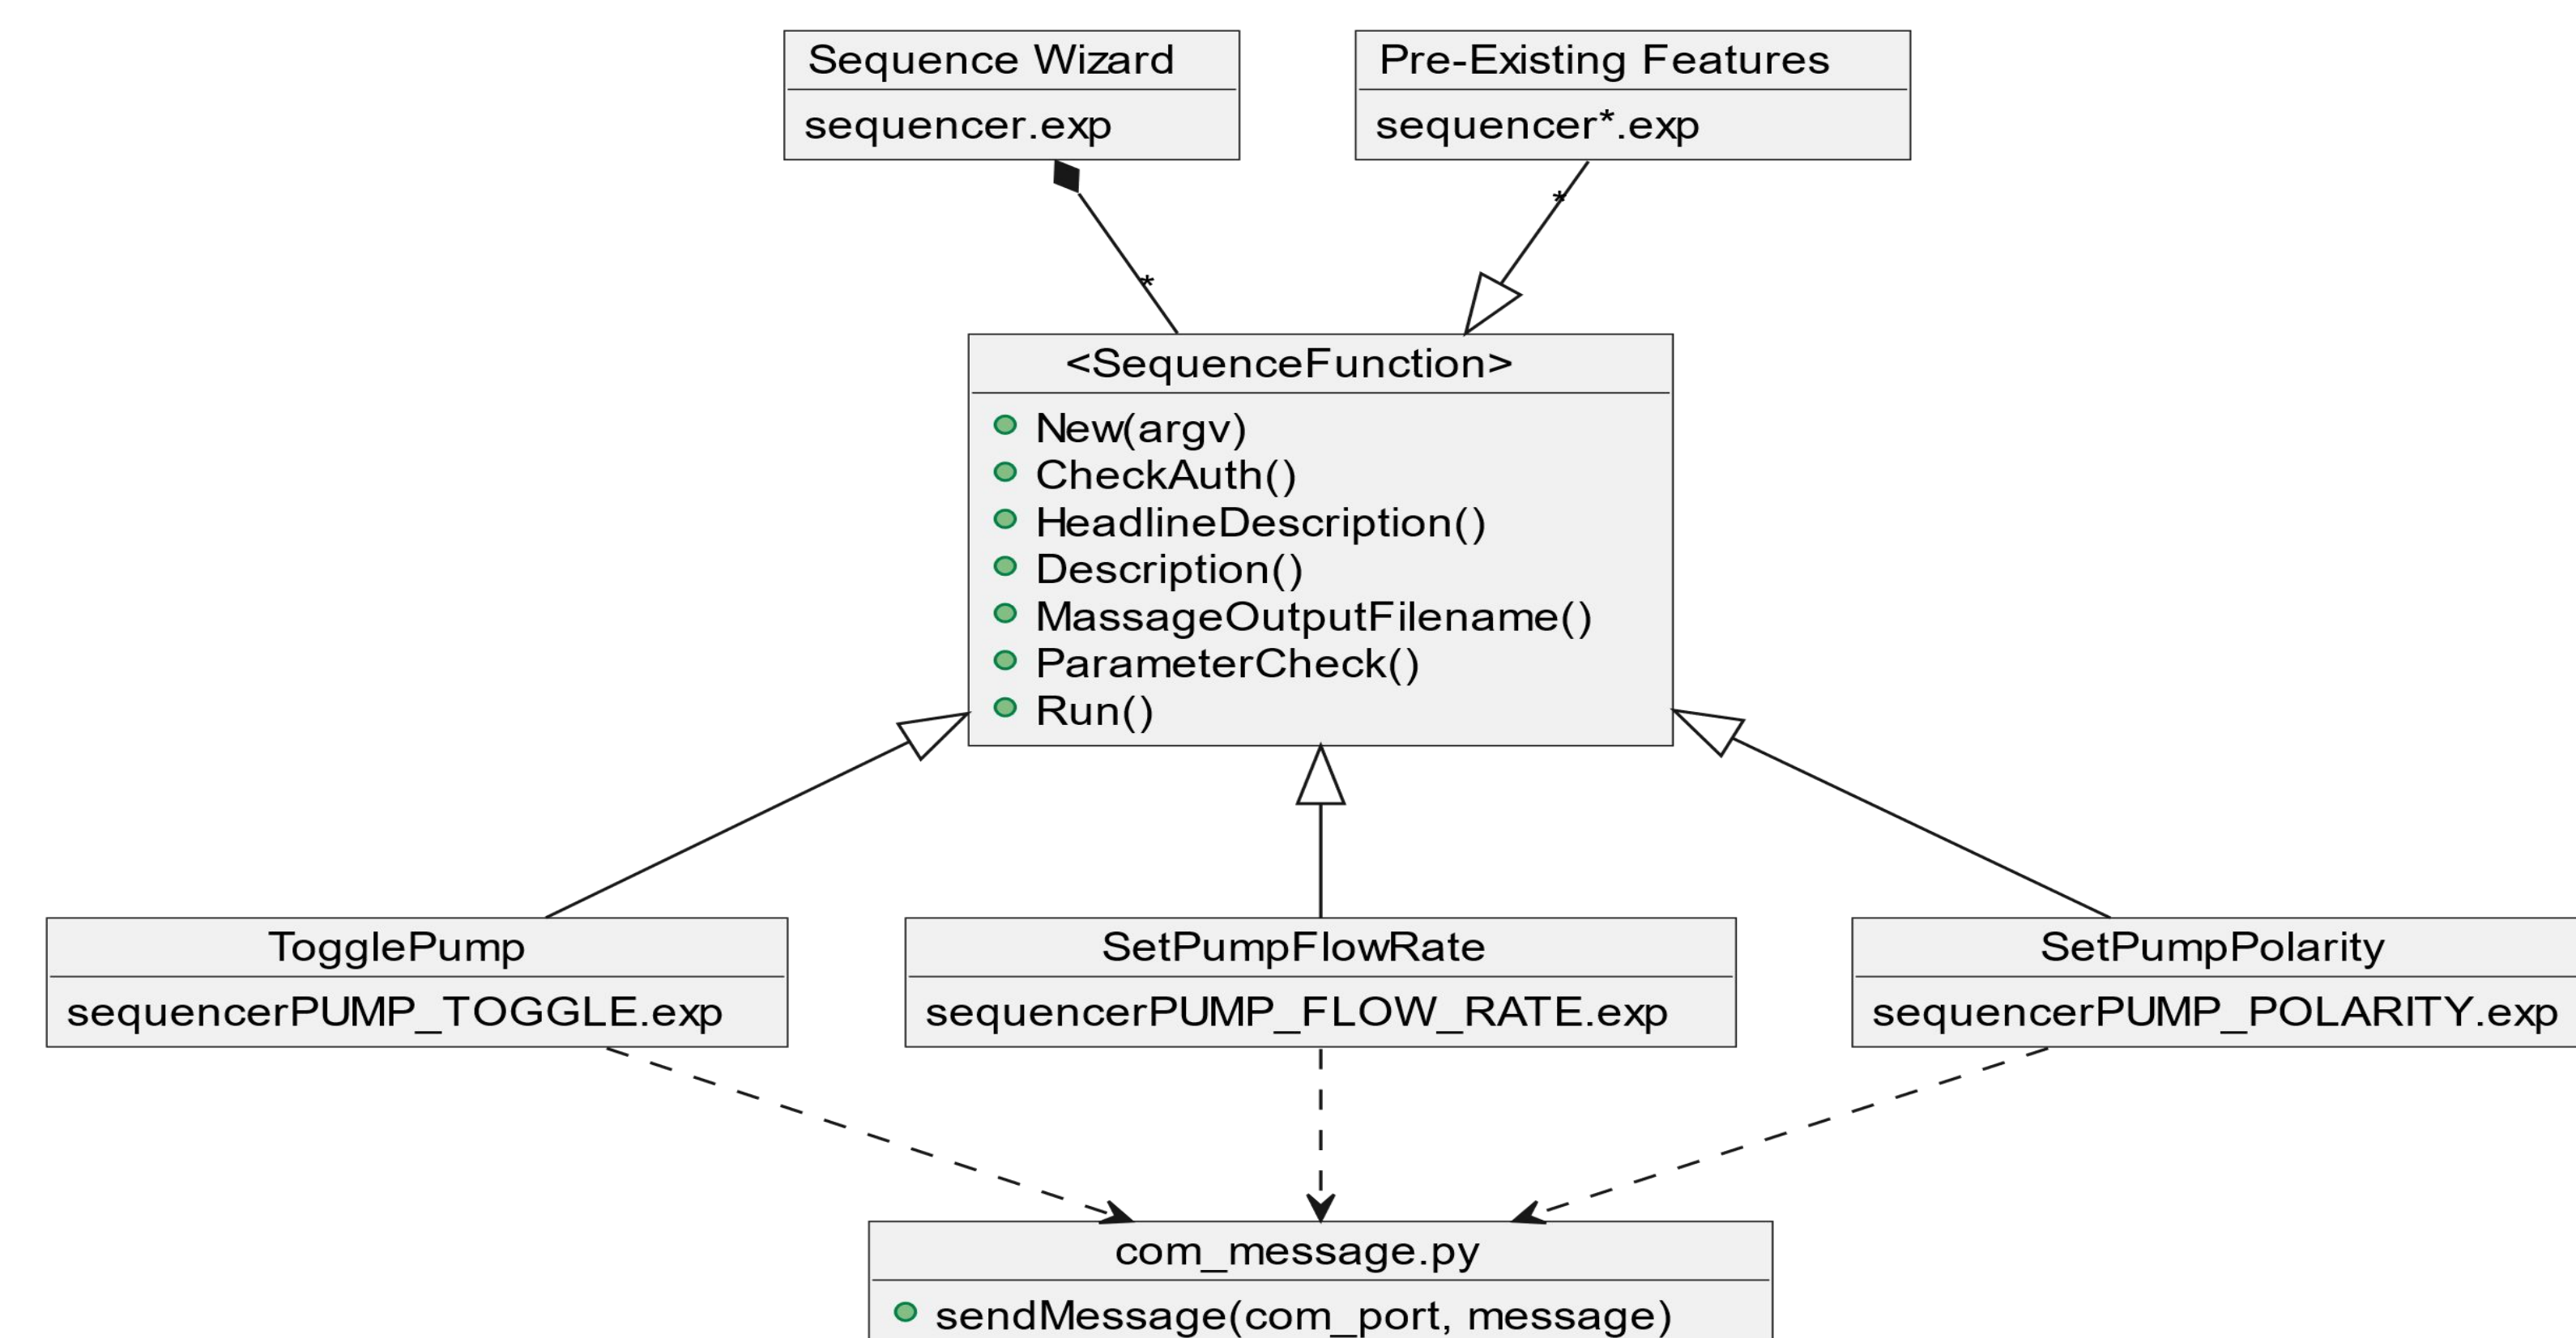 Sequence Wizard
sequencer.exp
Pre-Existing Features
sequencer*.exp
*
*
<SequenceFunction>
New(argv)
CheckAuth()
HeadlineDescription()
Description()
MassageOutputFilename()
ParameterCheck()
Run()
TogglePump
sequencerPUMP_TOGGLE.exp
SetPumpFlowRate
sequencerPUMP_FLOW_RATE.exp
SetPumpPolarity
sequencerPUMP_POLARITY.exp
com_message.py
sendMessage(com_port, message)